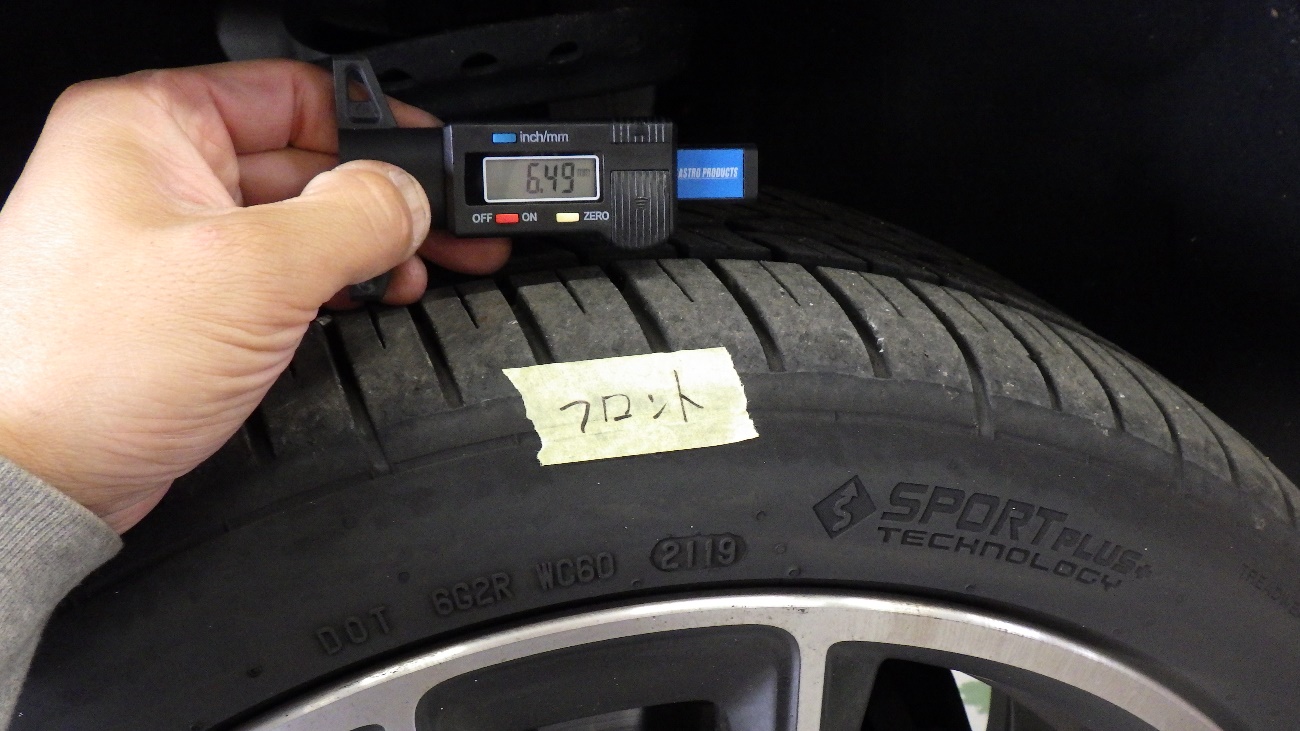 inch/mm
6.49 mm
ASTRO PRODUCTS
OFF ON ZERO
フロント
SPORT PLUS+
TECHNOLOGY
DOT 6G2R WC60 2119